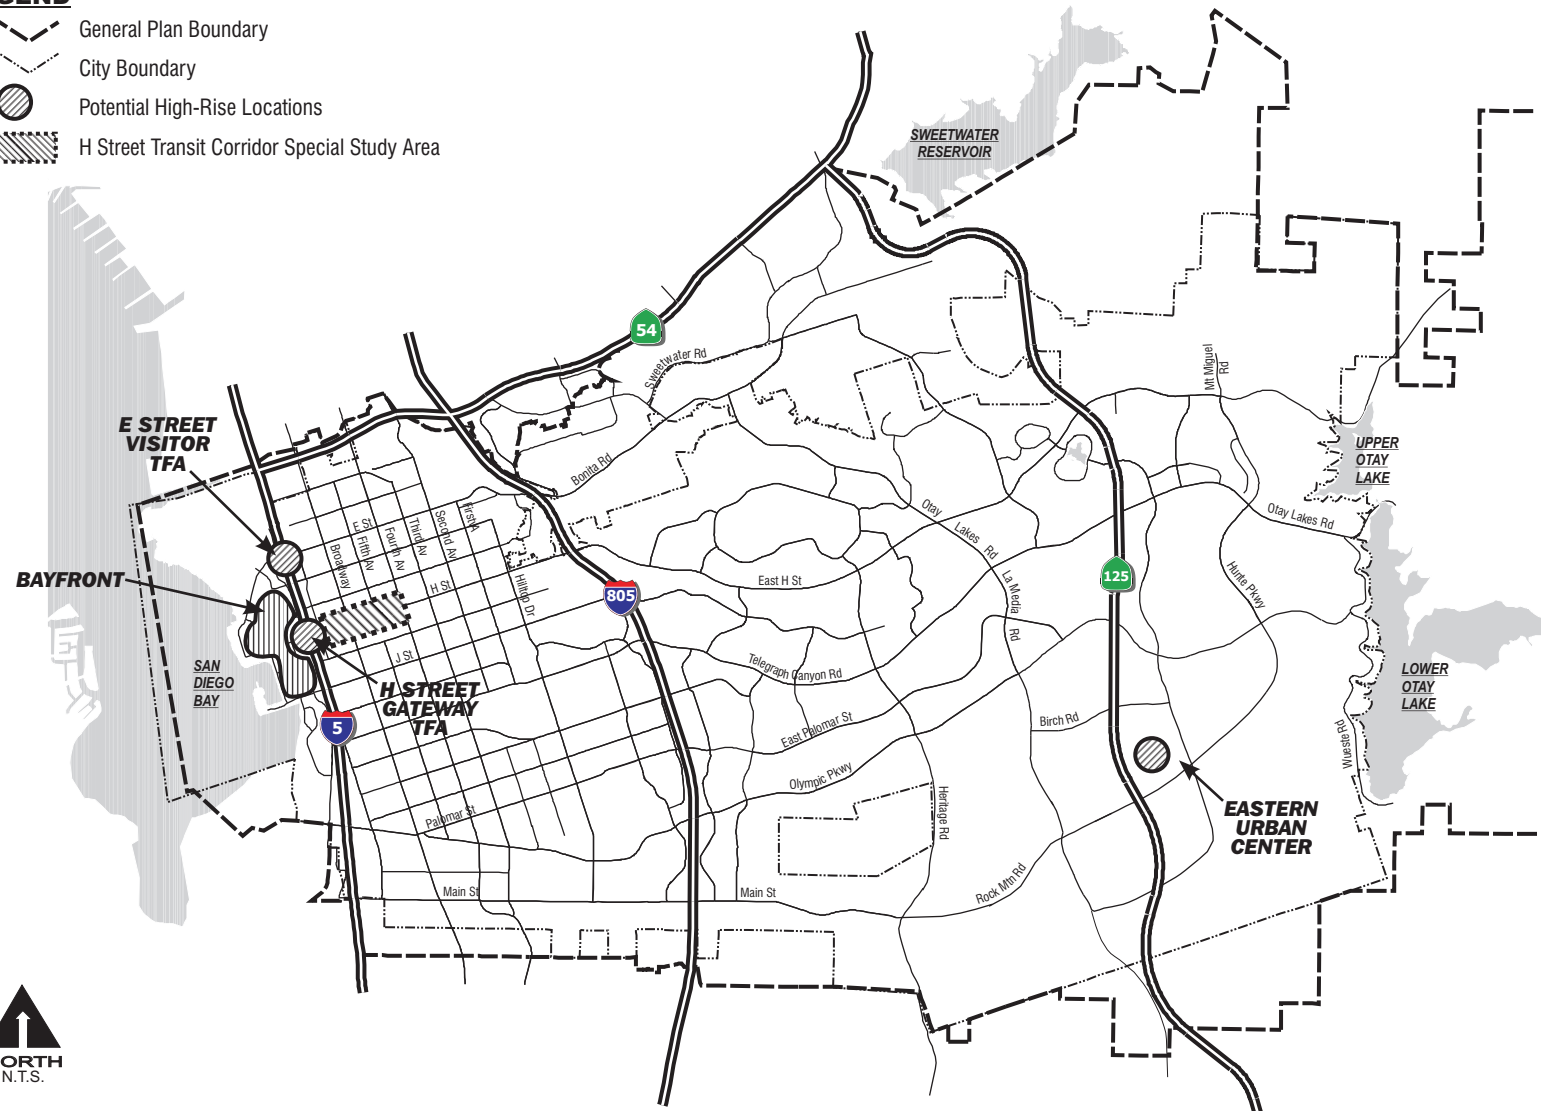 General Plan Boundary
City Boundary
Potential High-Rise Locations
H Street Transit Corridor Special Study Area
SWEETWATER
RESERVOIR
54
Sweetwater Rd
Mt Miguel
Rd
E STREET
VISITOR
TFA
UPPER
OTAY
LAKE
Bonita Rd
Otay Lakes Rd
Otay Lakes Rd
E St
Broadway
Fifth Av
Fourth Av
Third Av
Second Av
First A
Hilltop Dr
H St
East H St
La Media Rd
Hunte Pkwy
125
805
BAYFRONT
J St
SAN
DIEGO
BAY
H STREET
GATEWAY
TFA
5
Telegraph Canyon Rd
East Palomar St
Birch Rd
LOWER
OTAY
LAKE
Wueste Rd
Olympic Pkwy
Heritage Rd
Palomar St
EASTERN
URBAN
CENTER
Main St
Main St
Rock Mtn Rd
ORTH
N.T.S.